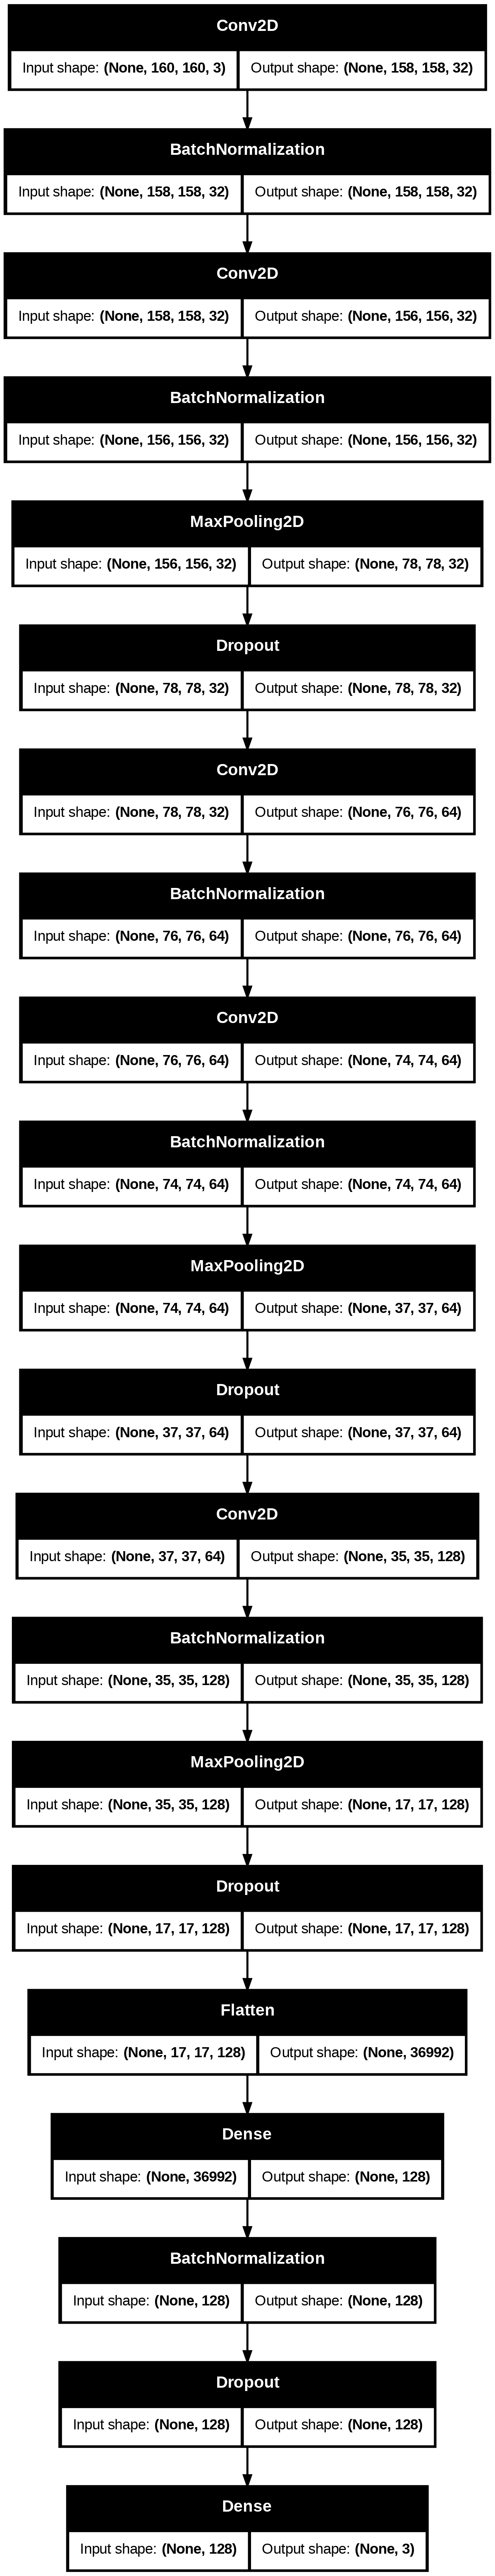 Conv2D
Input shape: (None, 160, 160, 3) Output shape: (None, 158, 158, 32)
BatchNormalization
Input shape: (None, 158, 158, 32) Output shape: (None, 158, 158, 32)
Conv2D
Input shape: (None, 158, 158, 32) Output shape: (None, 156, 156, 32)
BatchNormalization
Input shape: (None, 156, 156, 32) Output shape: (None, 156, 156, 32)
MaxPooling2D
Input shape: (None, 156, 156, 32) Output shape: (None, 78, 78, 32)
Dropout
Input shape: (None, 78, 78, 32) Output shape: (None, 78, 78, 32)
Conv2D
Input shape: (None, 78, 78, 32) Output shape: (None, 76, 76, 64)
BatchNormalization
Input shape: (None, 76, 76, 64) Output shape: (None, 76, 76, 64)
Conv2D
Input shape: (None, 76, 76, 64) Output shape: (None, 74, 74, 64)
BatchNormalization
Input shape: (None, 74, 74, 64) Output shape: (None, 74, 74, 64)
MaxPooling2D
Input shape: (None, 74, 74, 64) Output shape: (None, 37, 37, 64)
Dropout
Input shape: (None, 37, 37, 64) Output shape: (None, 37, 37, 64)
Conv2D
Input shape: (None, 37, 37, 64) Output shape: (None, 35, 35, 128)
BatchNormalization
Input shape: (None, 35, 35, 128) Output shape: (None, 35, 35, 128)
MaxPooling2D
Input shape: (None, 35, 35, 128) Output shape: (None, 17, 17, 128)
Dropout
Input shape: (None, 17, 17, 128) Output shape: (None, 17, 17, 128)
Flatten
Input shape: (None, 17, 17, 128) Output shape: (None, 36992)
Dense
Input shape: (None, 36992) Output shape: (None, 128)
BatchNormalization
Input shape: (None, 128) Output shape: (None, 128)
Dropout
Input shape: (None, 128) Output shape: (None, 128)
Dense
Input shape: (None, 128) Output shape: (None, 3)